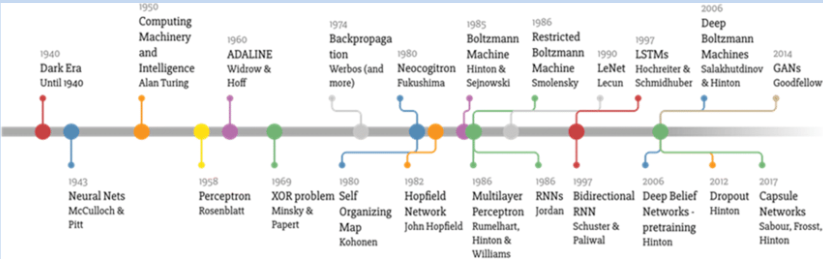 1940
Dark Era
Until 1940
1950
Computing
Machinery
and
Intelligence
Alan Turing
1960
ADALINE
Widrow &
Hoff
1974
Backpropaga
tion
Werbos (and
more)
1980
Neocogitron
Fukushima
1985
Boltzmann
Machine
Hinton &
Sejnowski
1986
Restricted
Boltzmann
Machine
Smolensky
1990
LeNet
Lecun
1997
LSTMs
Hochreiter &
Schmidhuber
2006
Deep
Boltzmann
Machines
Salakhutdinov
& Hinton
2014
GANs
Goodfellow
1943
Neural Nets
McCulloch &
Pitt
1958
Perceptron
Rosenblatt
1969
XOR problem
Minsky &
Papert
1980
Self
Organizing
Map
Kohonen
1982
Hopfield
Network
John Hopfield
1986
Multilayer
Perceptron
Rumelhart,
Hinton &
Williams
1986
RNNs
Jordan
1997
Bidirectional
RNN
Schuster &
Paliwal
2006
Deep Belief
Networks -
pretraining
Hinton
2012
Dropout
Hinton
2017
Capsule
Networks
Sabour, Frosst,
Hinton